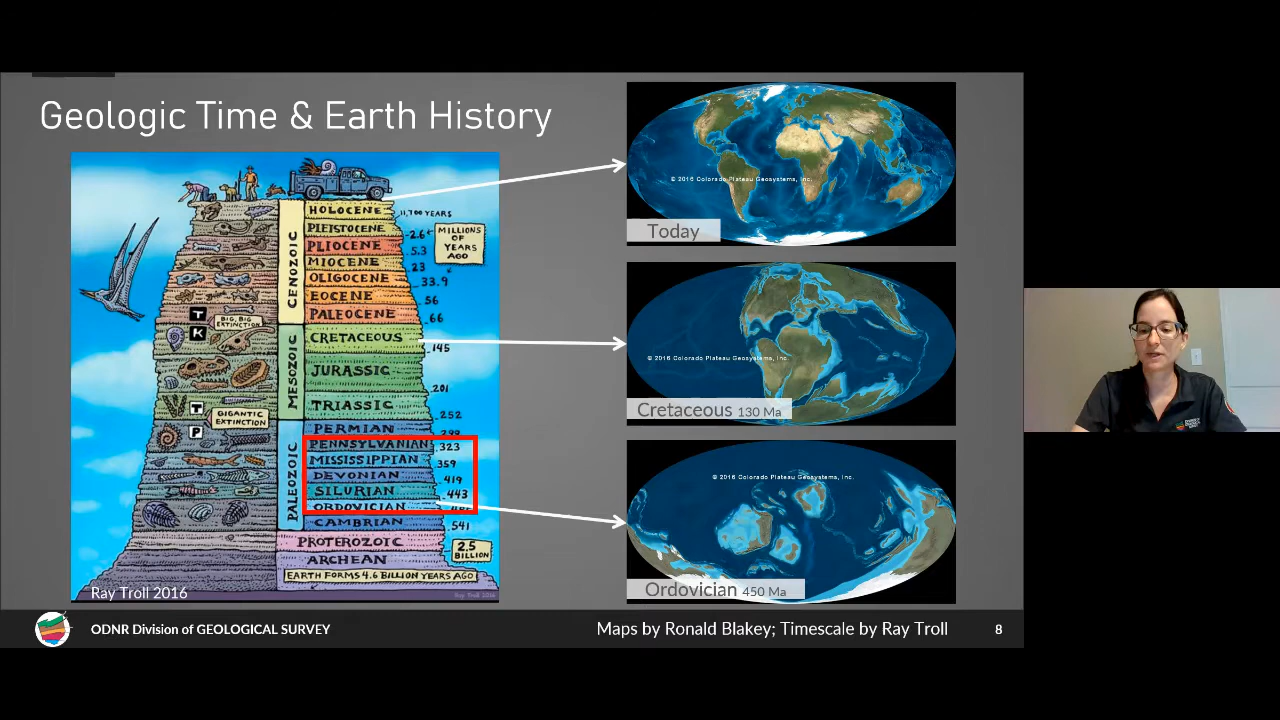 Geologic Time & Earth History
HOLOCENE
11,700 YEARS
PLEISTOCENE
2.6
MILLIONS
OF
YEARS
AGO
PLIOCENE
5.3
MIOCENE
23
OLIGOCENE
33.9
EOCENE
56
PALEOCENE
66
CENOZOIC
T
BIG, BIG
EXTINCTION
K
CRETACEOUS
145
JURASSIC
201
TRIASSIC
252
MESOZOIC
T
GIGANTIC
EXTINCTION
P
PERMIAN
299
PENNSYLVANIAN
323
MISSISSIPPIAN
359
DEVONIAN
419
SILURIAN
443
ORDOVICIAN
CAMBRIAN
541
PALEOZOIC
PROTEROZOIC
2.5
BILLION
ARCHEAN
EARTH FORMS 4.6 BILLION YEARS AGO
Ray Troll 2016
Ray Troll 2016
© 2016 Colorado Plateau Geosystems, Inc.
Today
© 2016 Colorado Plateau Geosystems, Inc.
Cretaceous 130 Ma
© 2016 Colorado Plateau Geosystems, Inc.
Ordovician 450 Ma
ODNR Division of GEOLOGICAL SURVEY
Maps by Ronald Blakey; Timescale by Ray Troll
8